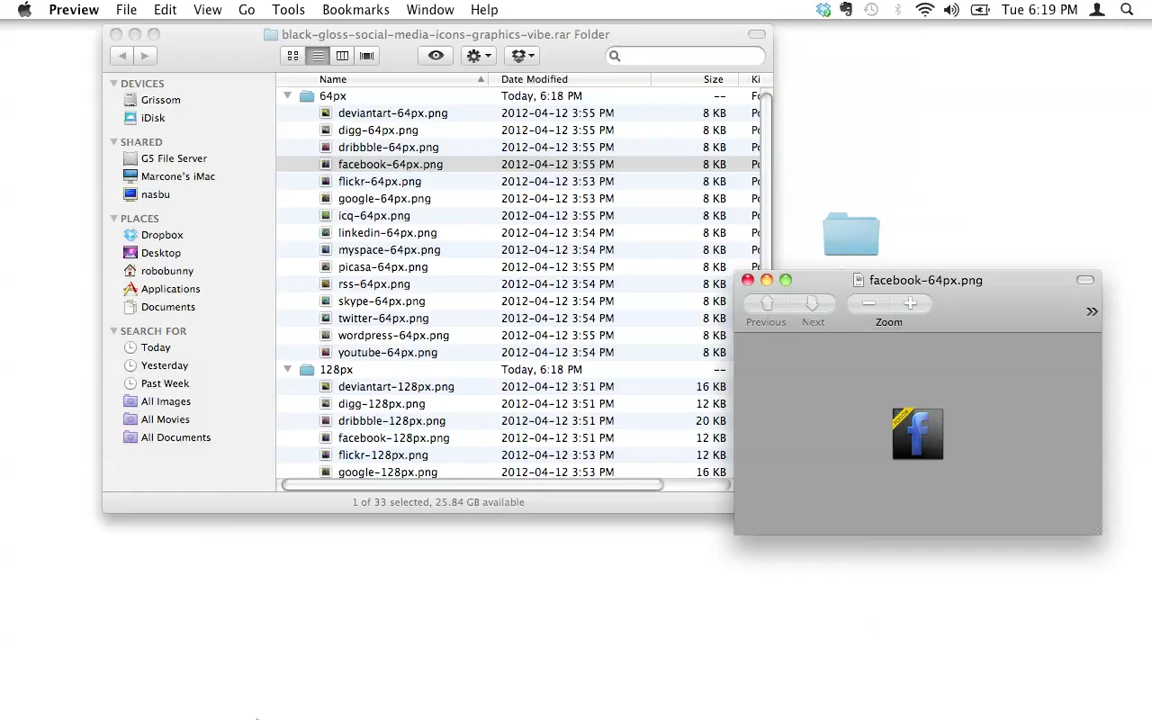 Preview File Edit View Go Tools Bookmarks Window Help Tue 6:19 PM
black-gloss-social-media-icons-graphics-vibe.rar Folder
DEVICES
Grissom
iDisk
SHARED
G5 File Server
Marcone's iMac
nasbu
PLACES
Dropbox
Desktop
robobunny
Applications
Documents
SEARCH FOR
Today
Yesterday
Past Week
All Images
All Movies
All Documents
Name Date Modified Size Ki
64px Today, 6:18 PM -- Fo
deviantart-64px.png 2012-04-12 3:55 PM 8 KB Po
digg-64px.png 2012-04-12 3:55 PM 8 KB Po
dribbble-64px.png 2012-04-12 3:55 PM 8 KB Po
facebook-64px.png 2012-04-12 3:55 PM 8 KB Po
flickr-64px.png 2012-04-12 3:55 PM 8 KB Po
google-64px.png 2012-04-12 3:55 PM 8 KB Po
icq-64px.png 2012-04-12 3:55 PM 8 KB Po
linkedin-64px.png 2012-04-12 3:54 PM 8 KB Po
myspace-64px.png 2012-04-12 3:54 PM 8 KB Po
picasa-64px.png 2012-04-12 3:55 PM 8 KB
rss-64px.png 2012-04-12 3:54 PM 8 KB
skype-64px.png 2012-04-12 3:54 PM 8 KB
twitter-64px.png 2012-04-12 3:54 PM 8 KB
wordpress-64px.png 2012-04-12 3:54 PM 8 KB
youtube-64px.png 2012-04-12 3:54 PM 8 KB
128px Today, 6:18 PM --
deviantart-128px.png 2012-04-12 3:51 PM 16 KB
digg-128px.png 2012-04-12 3:51 PM 12 KB
dribbble-128px.png 2012-04-12 3:51 PM 20 KB
facebook-128px.png 2012-04-12 3:51 PM 12 KB
flickr-128px.png 2012-04-12 3:53 PM 12 KB
google-128px.png 2012-04-12 3:53 PM 16 KB
1 of 33 selected, 25.84 GB available
facebook-64px.png
Previous Next Zoom
f